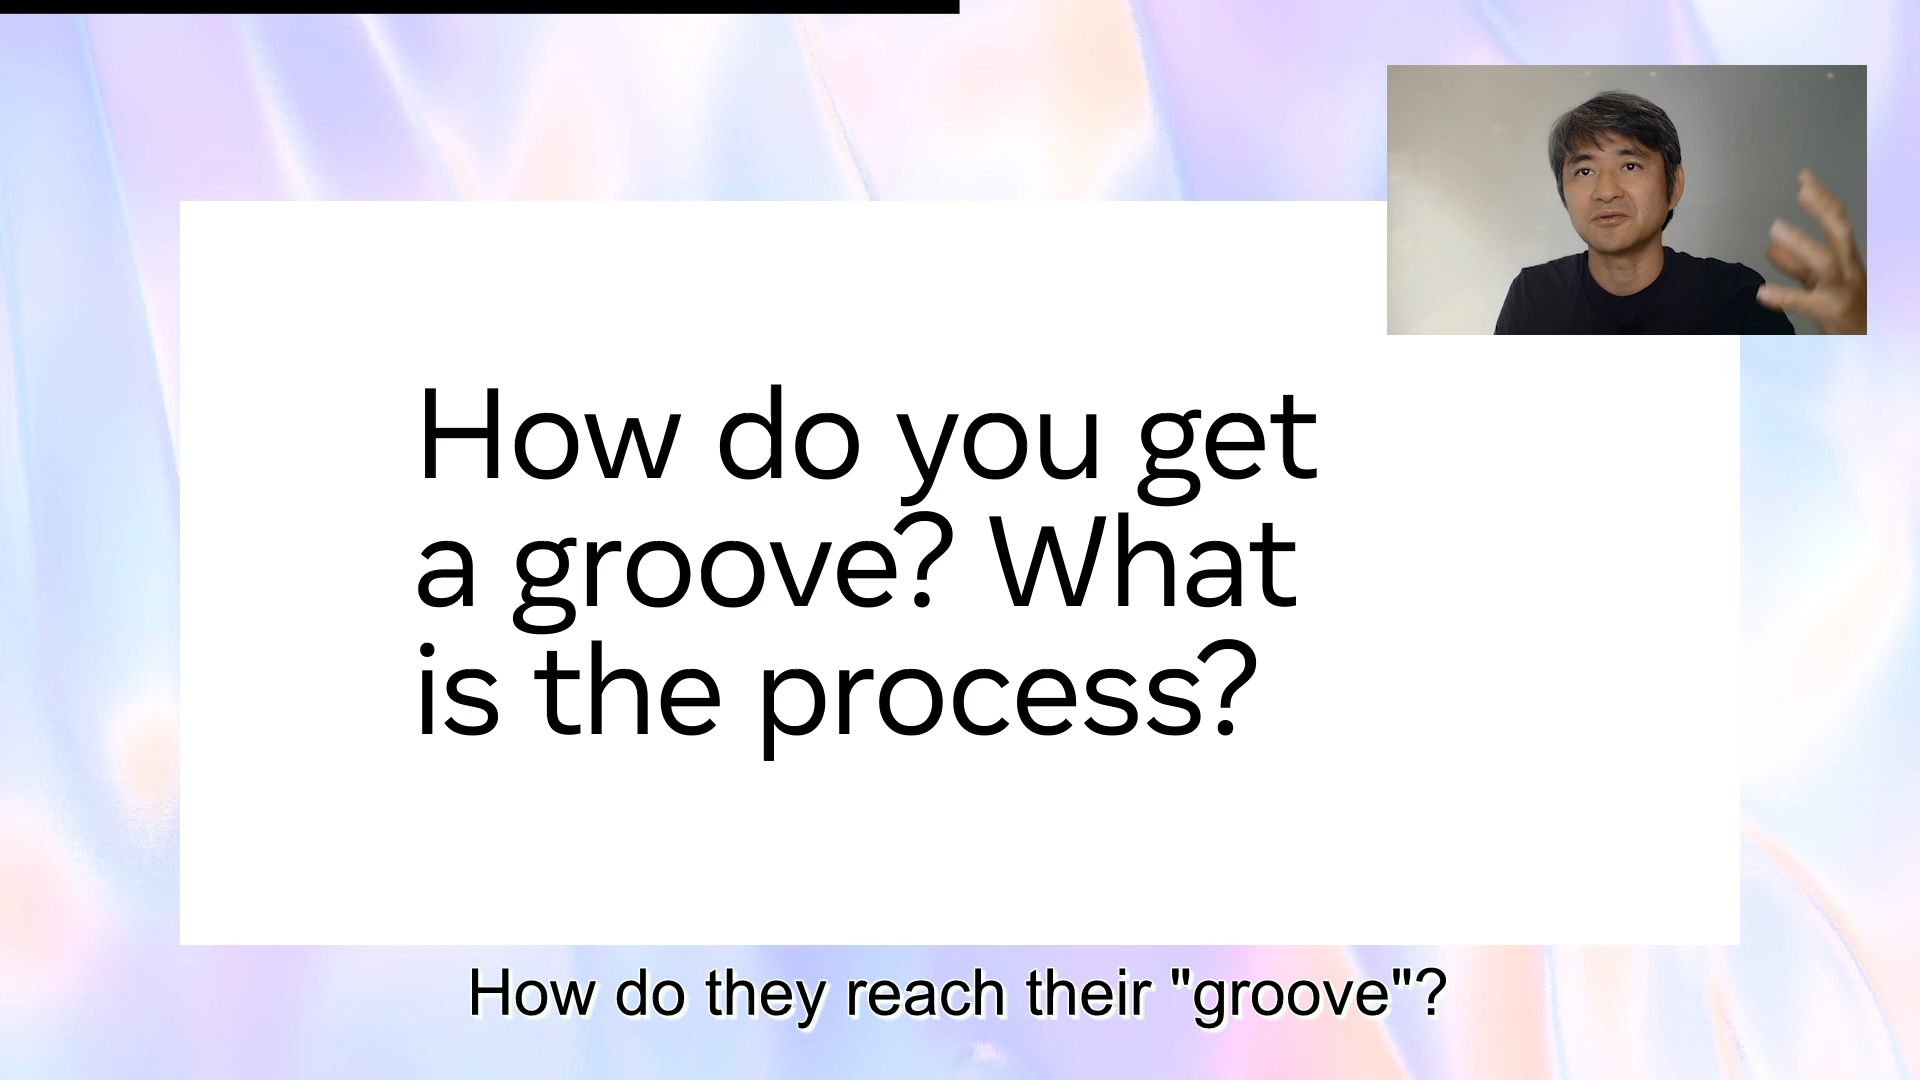 How do you get
a groove? What
is the process?
How do they reach their "groove"?